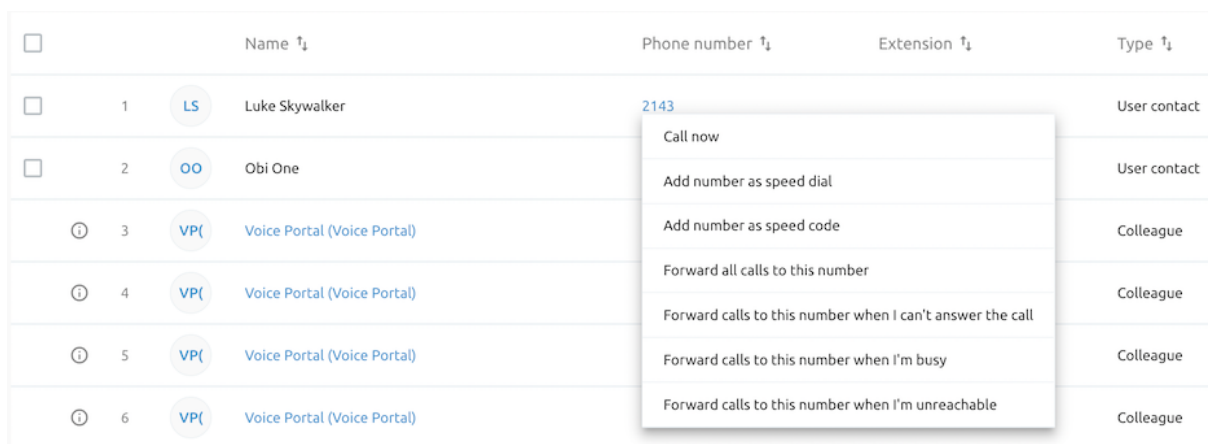 Name Phone number Extension Type
1 LS Luke Skywalker 2143 User contact
Call now
2 OO Obi One User contact
Add number as speed dial
Add number as speed code
3 VP( Voice Portal (Voice Portal) Colleague
Forward all calls to this number
4 VP( Voice Portal (Voice Portal) Colleague
Forward calls to this number when I can't answer the call
5 VP( Voice Portal (Voice Portal) Colleague
Forward calls to this number when I'm busy
Forward calls to this number when I'm unreachable
6 VP( Voice Portal (Voice Portal) Colleague